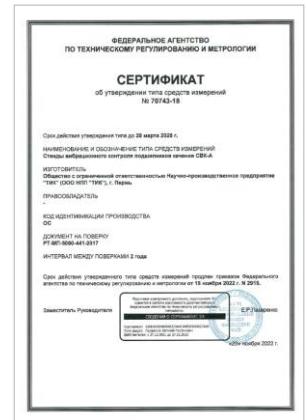 ФЕДЕРАЛЬНОЕ АГЕНТСТВО
ПО ТЕХНИЧЕСКОМУ РЕГУЛИРОВАНИЮ И МЕТРОЛОГИИ
СЕРТИФИКАТ
об утверждении типа средств измерений
№ 70743-18
Срок действия утверждения типа до 20 марта 2028 г.
НАИМЕНОВАНИЕ И ОБОЗНАЧЕНИЕ ТИПА СРЕДСТВ ИЗМЕРЕНИЙ
Стенды вибрационного контроля подшипников качения СВК-А
ИЗГОТОВИТЕЛЬ
Общество с ограниченной ответственностью Научно-производственное предприятие
"ТИК" (ООО НПП "ТИК"), г. Пермь
ПРАВООБЛАДАТЕЛЬ
-
КОД ИДЕНТИФИКАЦИИ ПРОИЗВОДСТВА
ОС
ДОКУМЕНТ НА ПОВЕРКУ
РТ-МП-5000-441-2017
ИНТЕРВАЛ МЕЖДУ ПОВЕРКАМИ 2 года
Срок действия утверждения типа средств измерений продлен приказом Федерального
агентства по техническому регулированию и метрологии от 15 ноября 2022 г. N 2915.
Заместитель Руководителя
Е.Р.Лазаренко
ноября 2022 г.